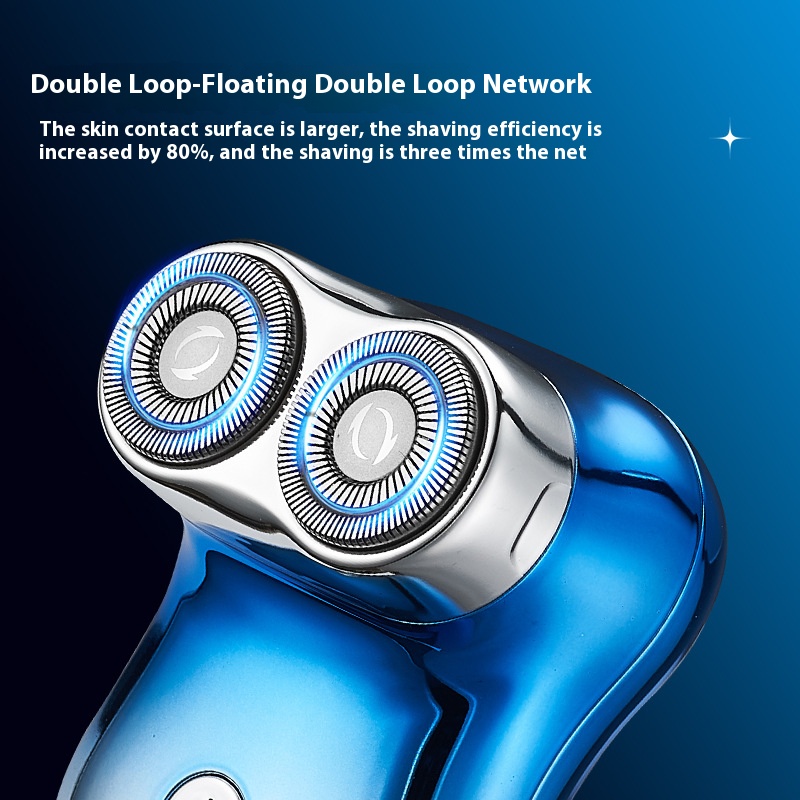 Double Loop-Floating Double Loop Network
The skin contact surface is larger, the shaving efficiency is
increased by 80%, and the shaving is three times the net